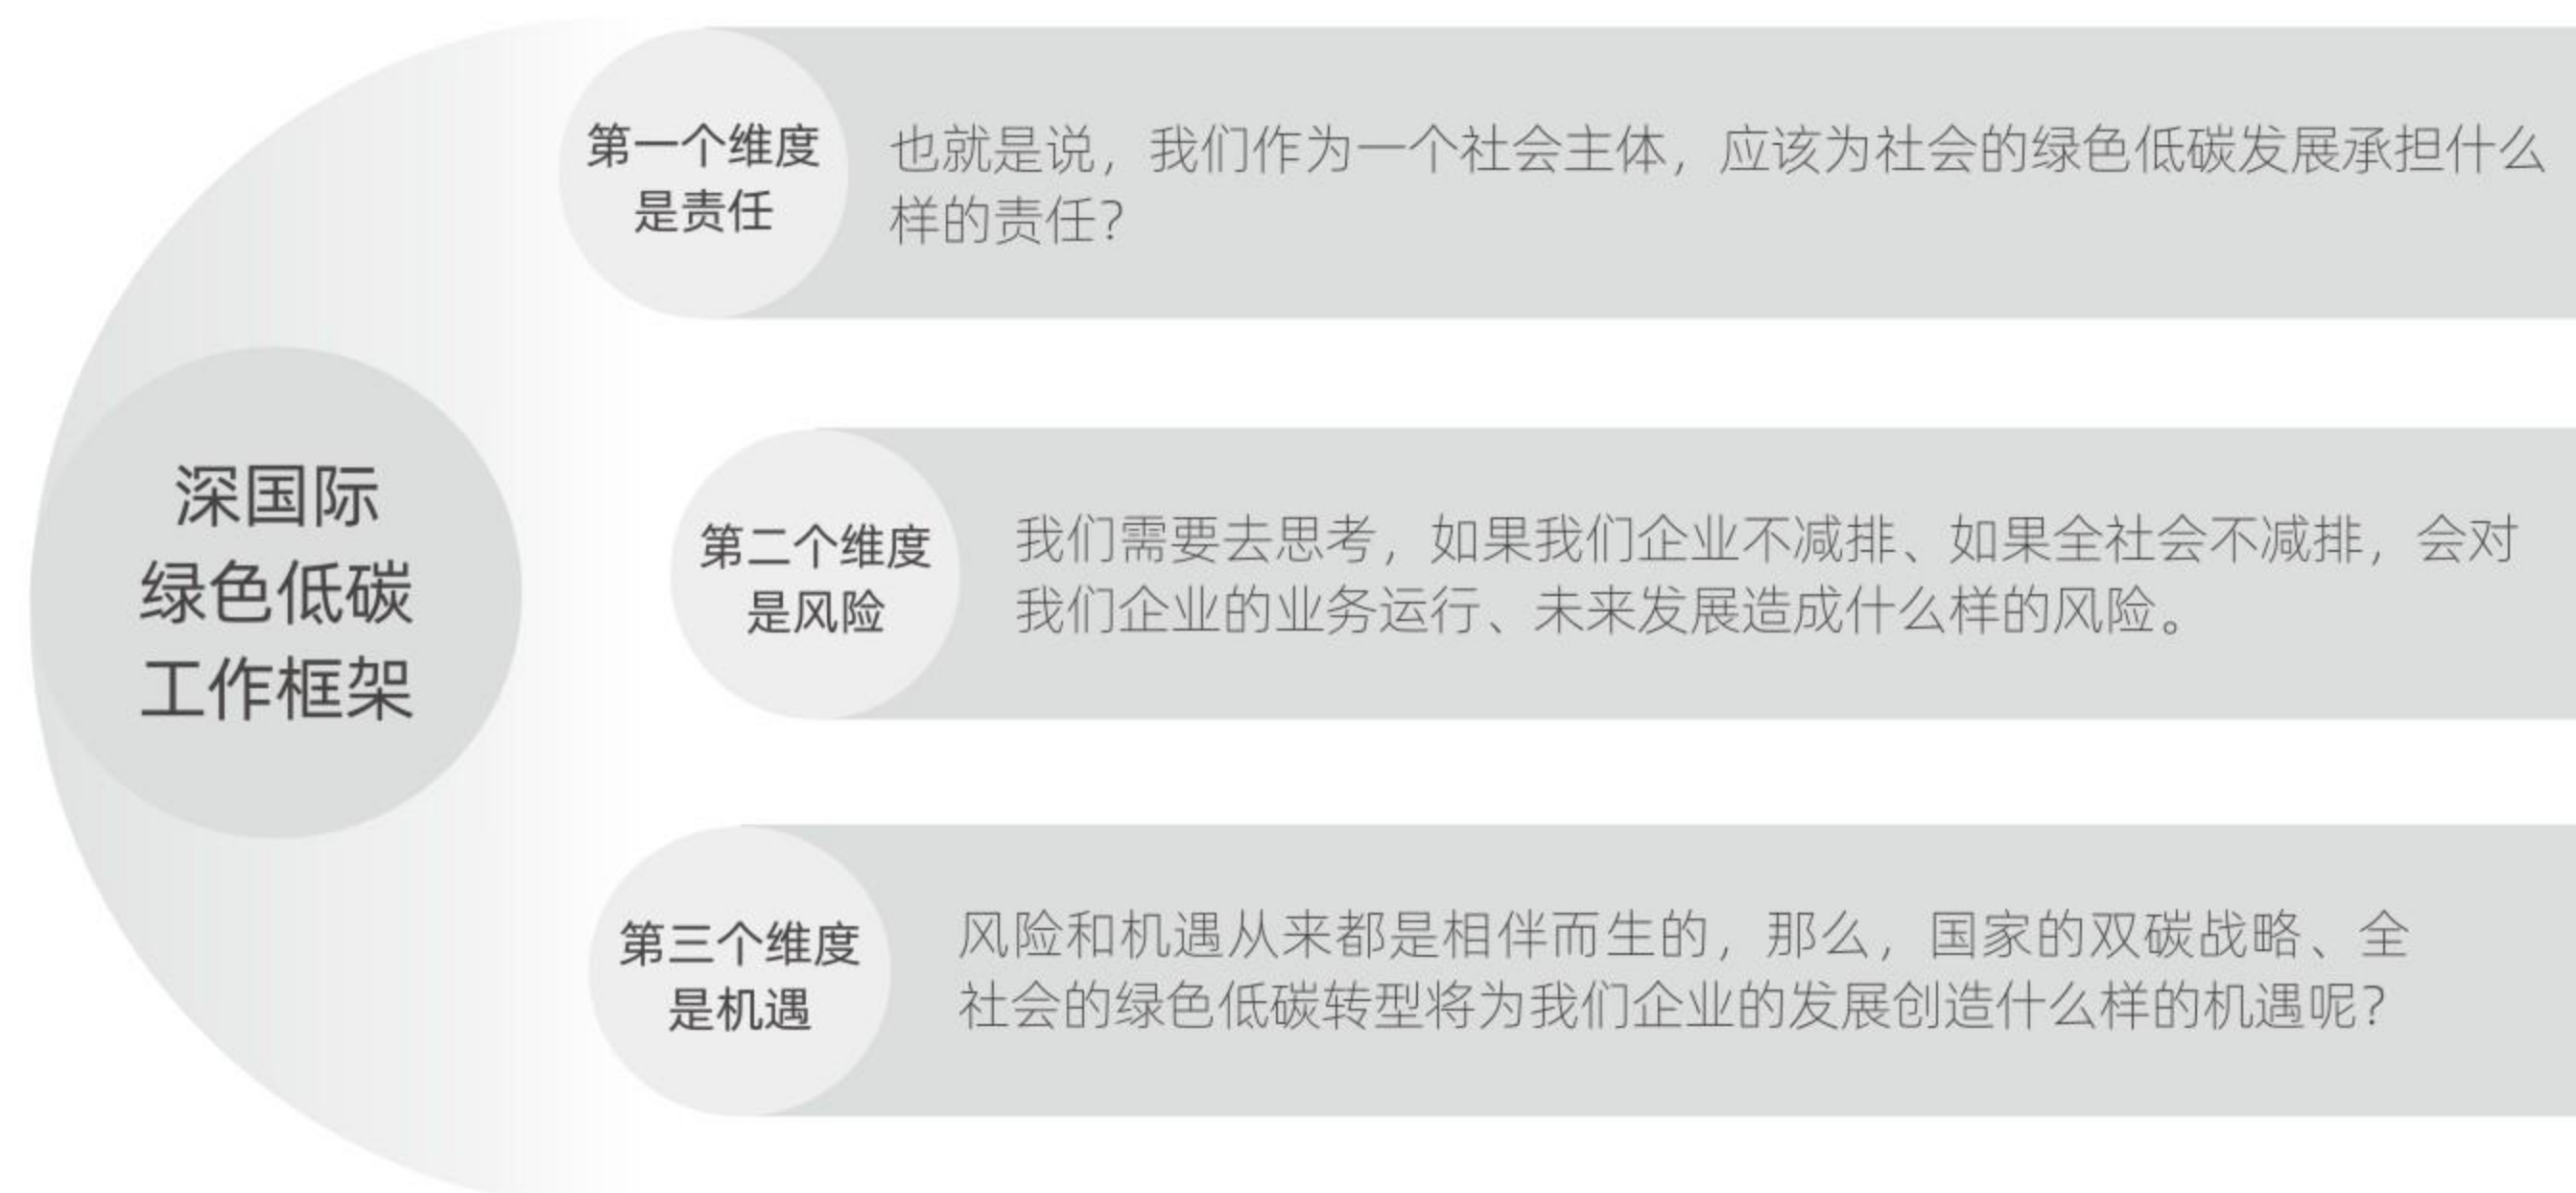 深国际
绿色低碳
工作框架
第一个维度
是责任
也就是说，我们作为一个社会主体，应该为社会的绿色低碳发展承担什么
样的责任？
第二个维度
是风险
我们需要去思考，如果我们企业不减排、如果全社会不减排，会对
我们企业的业务运行、未来发展造成什么样的风险。
第三个维度
是机遇
风险和机遇从来都是相伴而生的，那么，国家的双碳战略、全
社会的绿色低碳转型将为我们企业的发展创造什么样的机遇呢？